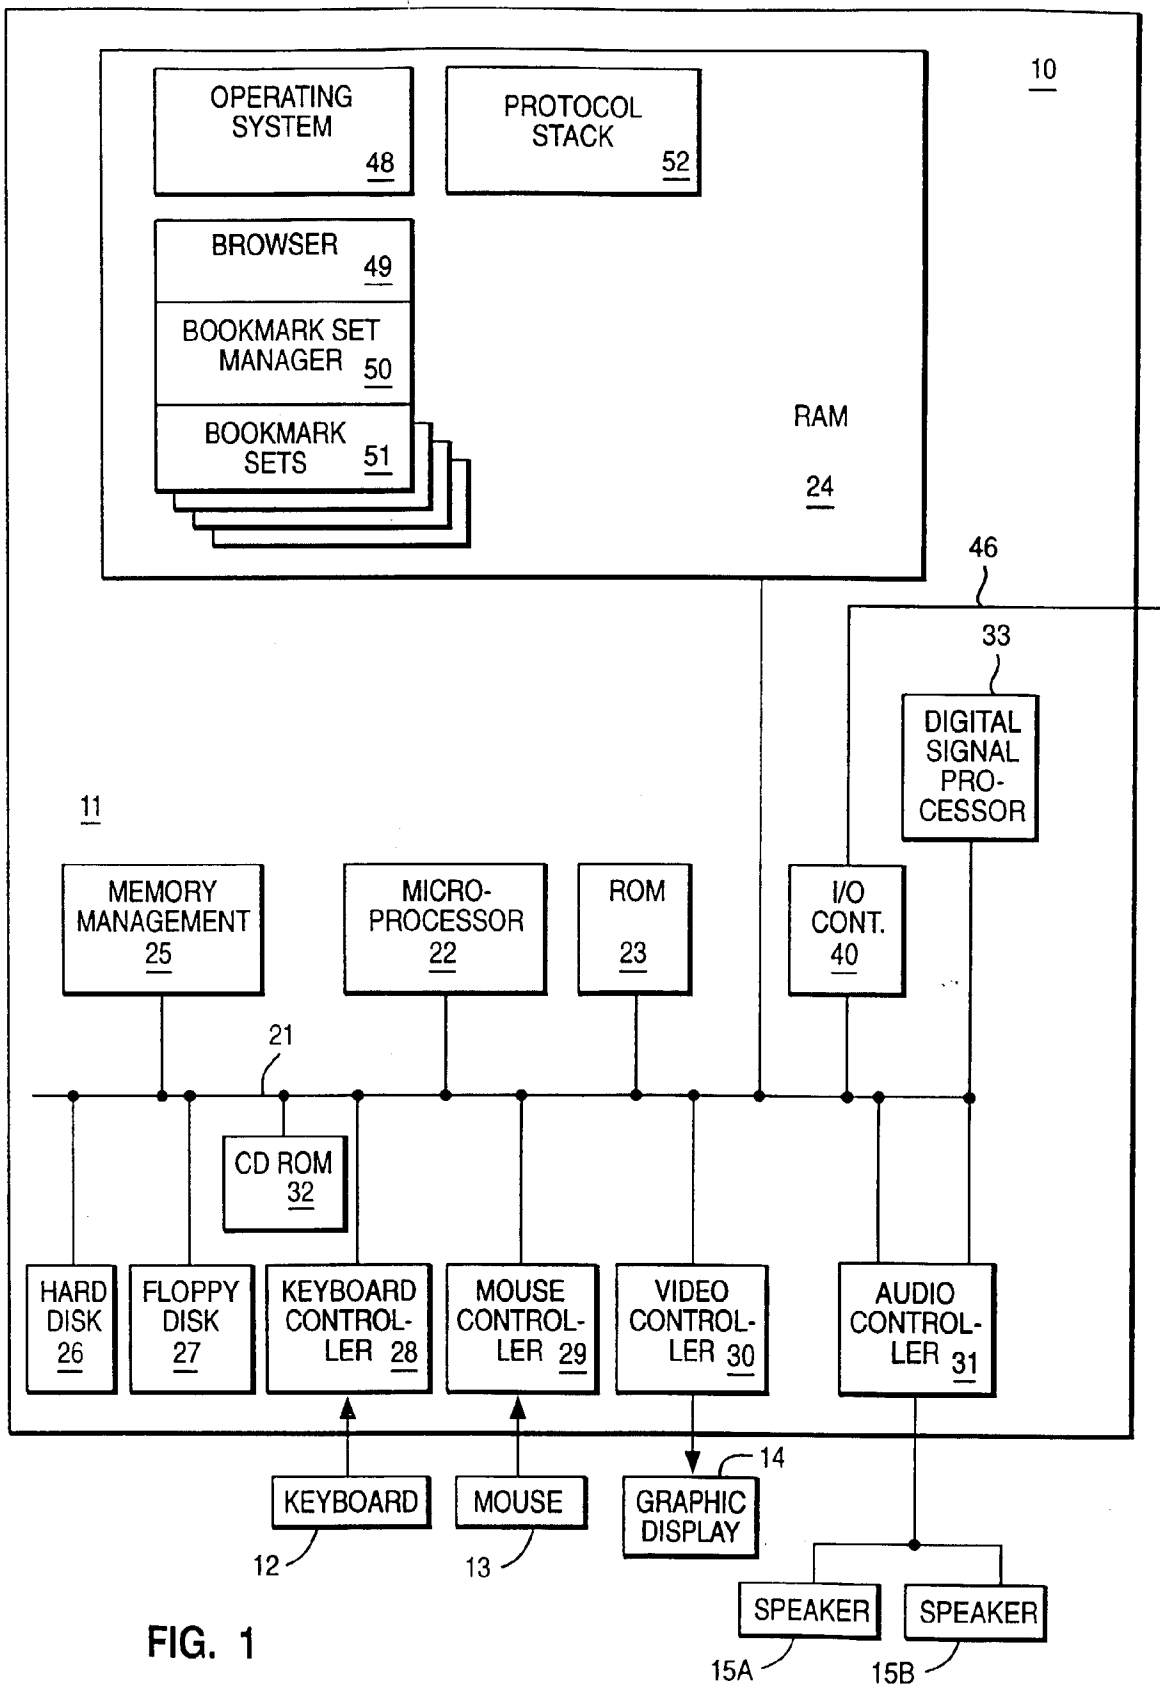 10
OPERATING
SYSTEM
48
PROTOCOL
STACK
52
BROWSER
49
BOOKMARK SET
MANAGER
50
BOOKMARK
SETS
51
RAM
24
46
33
DIGITAL
SIGNAL
PRO-
CESSOR
11
MEMORY
MANAGEMENT
25
MICRO-
PROCESSOR
22
ROM
23
I/O
CONT.
40
21
CD ROM
32
HARD
DISK
26
FLOPPY
DISK
27
KEYBOARD
CONTROL-
LER 28
MOUSE
CONTROL-
LER 29
VIDEO
CONTROL-
LER 30
AUDIO
CONTROL-
LER 31
KEYBOARD
12
MOUSE
13
14
GRAPHIC
DISPLAY
SPEAKER
15A
SPEAKER
15B
FIG. 1